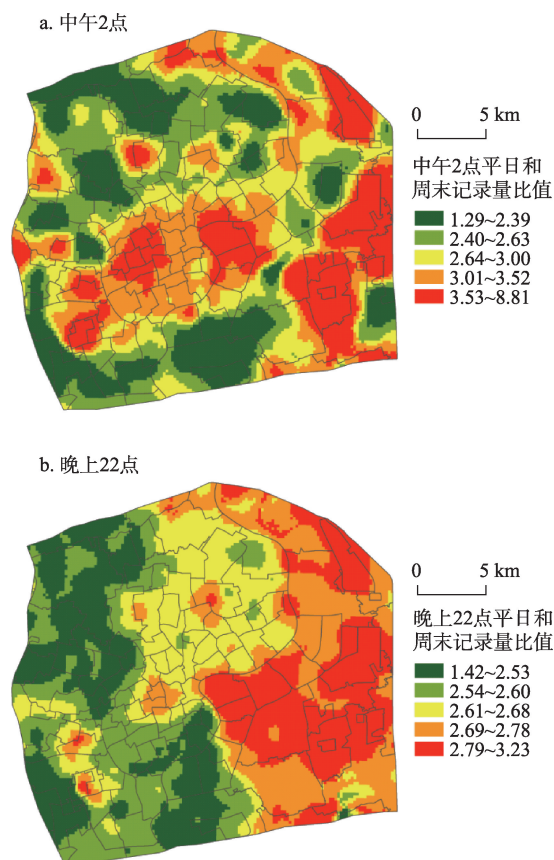 a. 中午2点
0 5 km
中午2点平日和
周末记录量比值
1.29~2.39
2.40~2.63
2.64~3.00
3.01~3.52
3.53~8.81
b. 晚上22点
0 5 km
晚上22点平日和
周末记录量比值
1.42~2.53
2.54~2.60
2.61~2.68
2.69~2.78
2.79~3.23